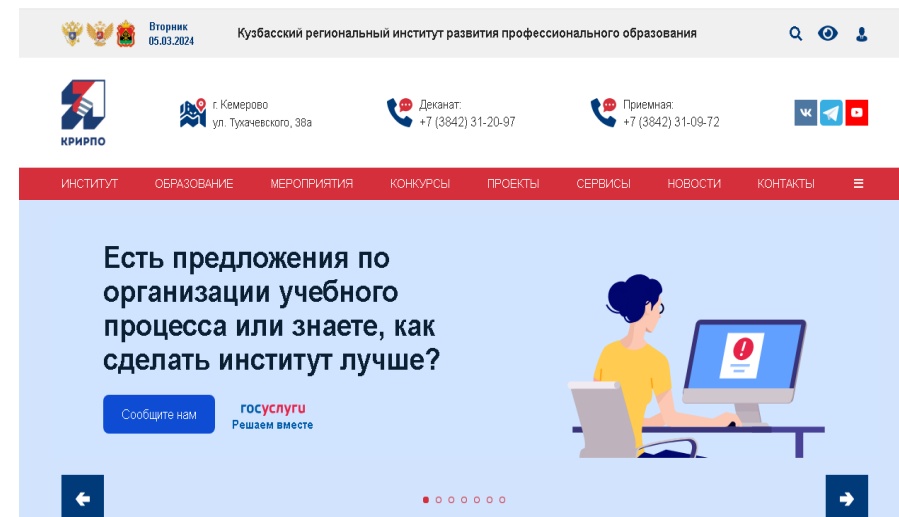 Вторник
05.03.2024
Кузбасский региональный институт развития профессионального образования
КРИРПО
г. Кемерово
ул. Тухачевского, 38а
Деканат:
+7 (3842) 31-20-97
Приемная:
+7 (3842) 31-09-72
ИНСТИТУТ ОБРАЗОВАНИЕ МЕРОПРИЯТИЯ КОНКУРСЫ ПРОЕКТЫ СЕРВИСЫ НОВОСТИ КОНТАКТЫ
Есть предложения по
организации учебного
процесса или знаете, как
сделать институт лучше?
Сообщите нам
госуслуги
Решаем вместе